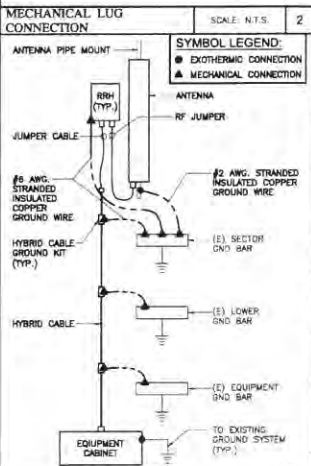 MECHANICAL LUG
CONNECTION
SCALE: N.T.S.
2
ANTENNA PIPE MOUNT
SYMBOL LEGEND:
EXOTHERMIC CONNECTION
MECHANICAL CONNECTION
RRH
(TYP.)
ANTENNA
RF JUMPER
JUMPER CABLE
#6 AWG.
STRANDED
INSULATED
COPPER
GROUND WIRE
#2 AWG. STRANDED
INSULATED COPPER
GROUND WIRE
HYBRID CABLE
GROUND KIT
(TYP.)
(E) SECTOR
GND BAR
HYBRID CABLE
(E) LOWER
GND BAR
(E) EQUIPMENT
GND BAR
EQUIPMENT
CABINET
TO EXISTING
GROUND SYSTEM
(TYP.)